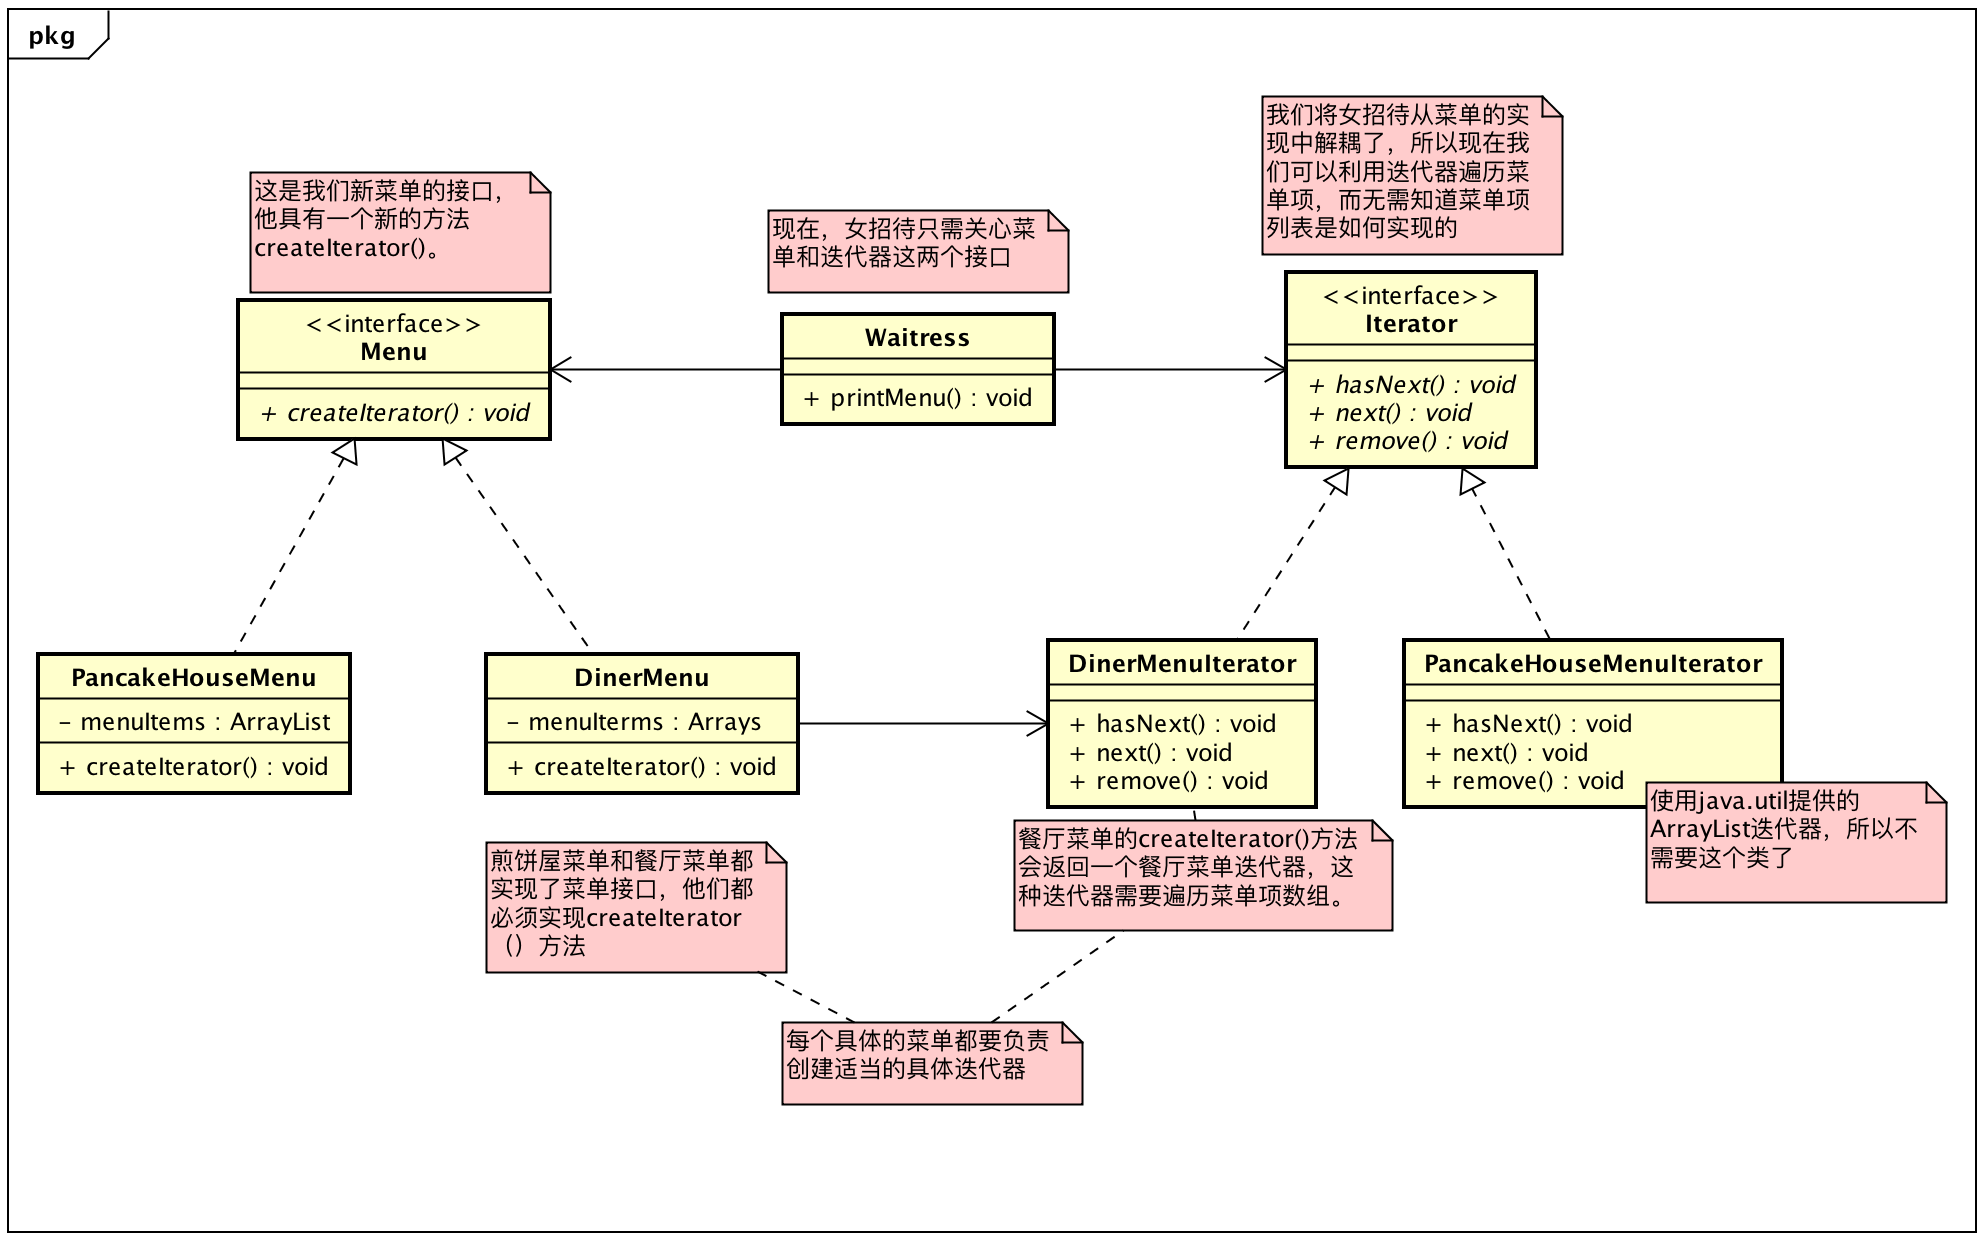 pkg
我们将女招待从菜单的实
现中解耦了，所以现在我
们可以利用迭代器遍历菜
单项，而无需知道菜单项
列表是如何实现的
这是我们新菜单的接口，
他具有一个新的方法
createIterator()。
现在，女招待只需关心菜
单和迭代器这两个接口
<<interface>>
Menu
+ createIterator() : void
Waitress
+ printMenu() : void
<<interface>>
Iterator
+ hasNext() : void
+ next() : void
+ remove() : void
PancakeHouseMenu
- menuItems : ArrayList
+ createIterator() : void
DinerMenu
- menuIterms : Arrays
+ createIterator() : void
DinerMenuIterator
+ hasNext() : void
+ next() : void
+ remove() : void
PancakeHouseMenuIterator
+ hasNext() : void
+ next() : void
+ remove() : void
使用java.util提供的
ArrayList迭代器，所以不
需要这个类了
餐厅菜单的createIterator()方法
会返回一个餐厅菜单迭代器，这
种迭代器需要遍历菜单项数组。
煎饼屋菜单和餐厅菜单都
实现了菜单接口，他们都
必须实现createIterator
（）方法
每个具体的菜单都要负责
创建适当的具体迭代器